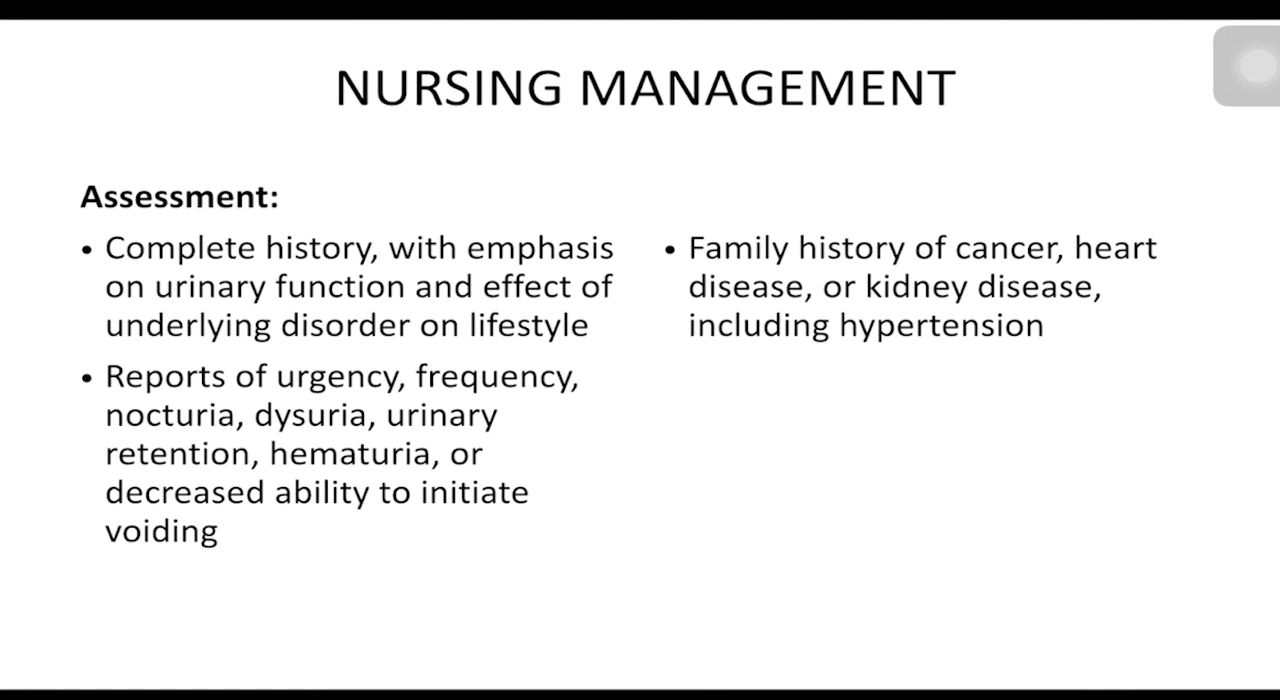 NURSING MANAGEMENT
Assessment:
• Complete history, with emphasis
on urinary function and effect of
underlying disorder on lifestyle
• Reports of urgency, frequency,
nocturia, dysuria, urinary
retention, hematuria, or
decreased ability to initiate
voiding
• Family history of cancer, heart
disease, or kidney disease,
including hypertension